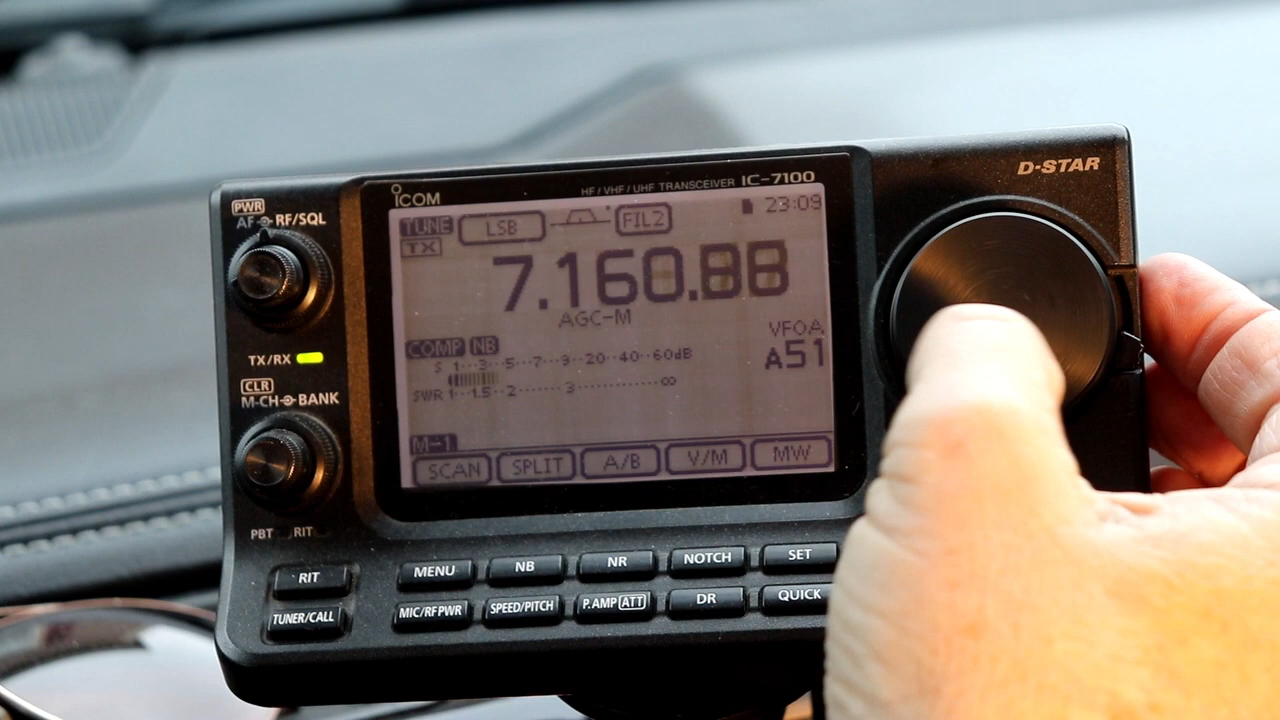 D-STAR
ICOM
HF/VHF/UHF TRANSCEIVER IC-7100
PWR
AF RF/SQL
TUNE LSB FIL2 23:09
TX
7.160.
AGC-M
VFOA
A51
COMP NB
S 1···3··5···7···9··20··40··60dB
SWR 1···1.5··2·······3···············∞
TX/RX
CLR
M-CH BANK
M-1
SCAN SPLIT A/B V/M MW
PBT RIT
RIT MENU NB NR NOTCH SET
TUNER/CALL MIC/RF PWR SPEED/PITCH P.AMP ATT DR QUICK